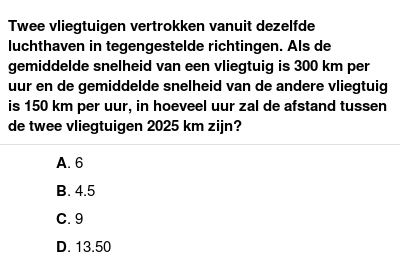 Twee vliegtuigen vertrokken vanuit dezelfde
luchthaven in tegengestelde richtingen. Als de
gemiddelde snelheid van een vliegtuig is 300 km per
uur en de gemiddelde snelheid van de andere vliegtuig
is 150 km per uur, in hoeveel uur zal de afstand tussen
de twee vliegtuigen 2025 km zijn?
A. 6
B. 4.5
C. 9
D. 13.50